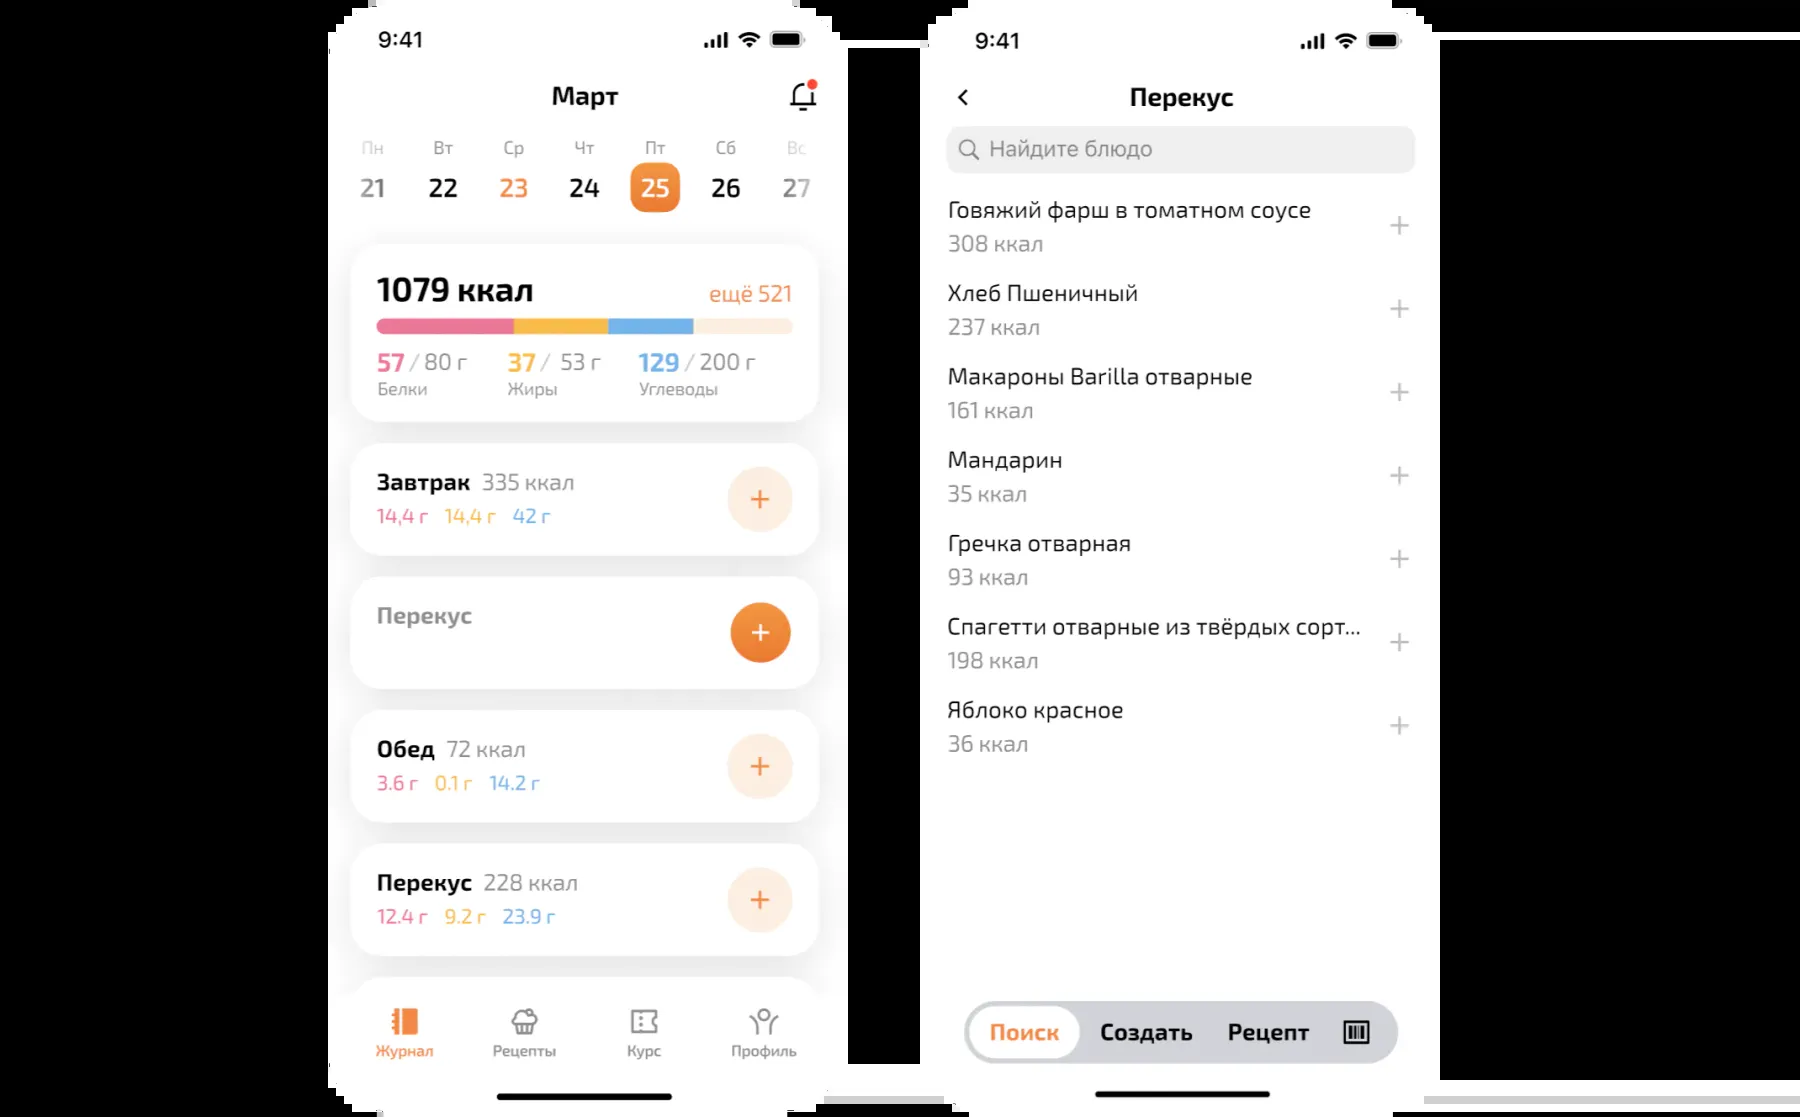 9:41
Март
Пн Вт Ср Чт Пт Сб Вс
21 22 23 24 25 26 27
1079 ккал ещё 521
57 / 80 г 37 / 53 г 129 / 200 г
Белки Жиры Углеводы
Завтрак 335 ккал
14,4 г 14,4 г 42 г
Перекус
Обед 72 ккал
3.6 г 0.1 г 14.2 г
Перекус 228 ккал
12.4 г 9.2 г 23.9 г
Журнал Рецепты Курс Профиль
9:41
Перекус
Найдите блюдо
Говяжий фарш в томатном соусе
308 ккал
Хлеб Пшеничный
237 ккал
Макароны Barilla отварные
161 ккал
Мандарин
35 ккал
Гречка отварная
93 ккал
Спагетти отварные из твёрдых сорт...
198 ккал
Яблоко красное
36 ккал
Поиск Создать Рецепт